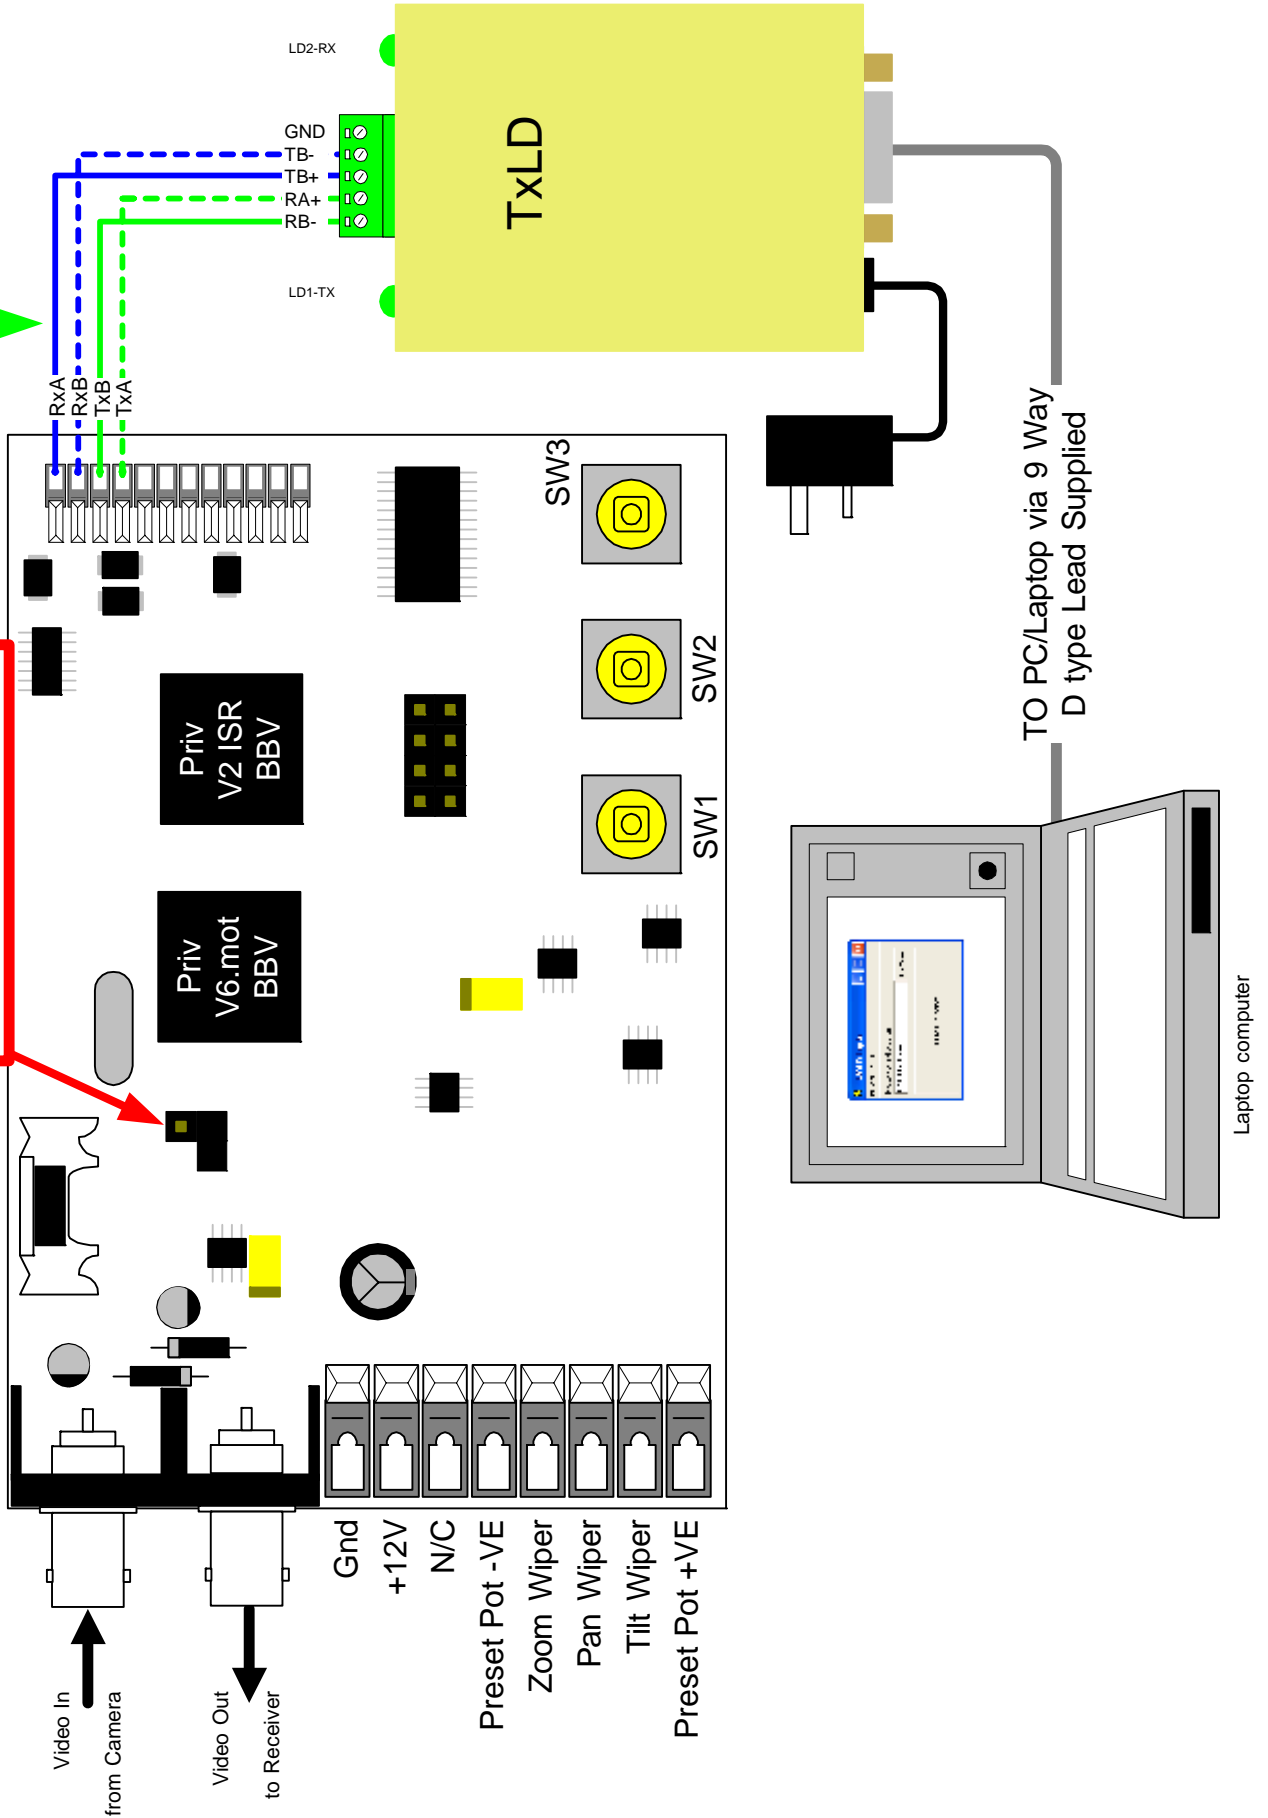 LD2-RX
GND
TB-
TB+
RA+
RB-
LD1-TX
TxLD
RxA
RxB
TxB
TxA
SW3
SW2
SW1
Priv
V2 ISR
BBV
Priv
V6.mot
BBV
TO PC/Laptop via 9 Way
D type Lead Supplied
Laptop computer
Gnd
+12V
N/C
Preset Pot -VE
Zoom Wiper
Pan Wiper
Tilt Wiper
Preset Pot +VE
Video In
from Camera
Video Out
to Receiver